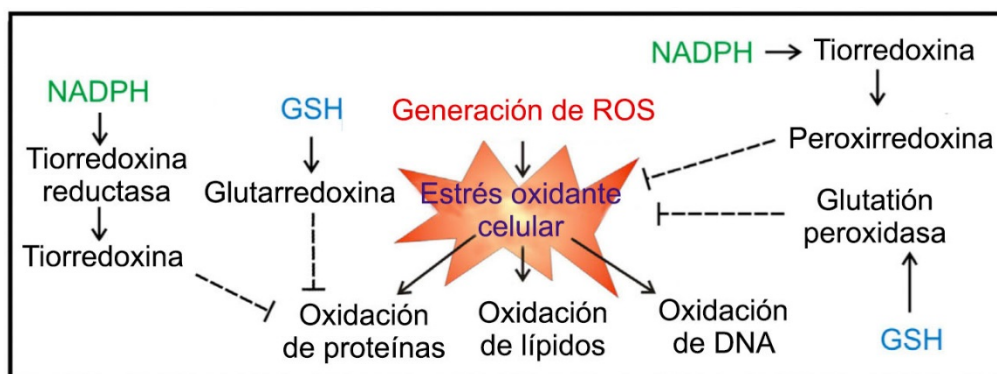 NADPH
Tiorredoxina
reductasa
Tiorredoxina
GSH
Glutarredoxina
Generación de ROS
Estrés oxidante
celular
Oxidación
de proteínas
Oxidación
de lípidos
Oxidación
de DNA
NADPH
Tiorredoxina
Peroxirredoxina
Glutatión
peroxidasa
GSH